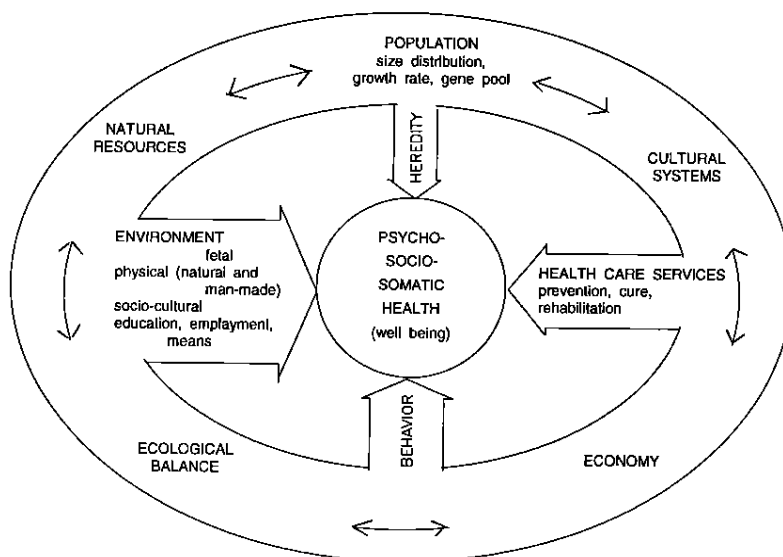 POPULATION
size distribution,
growth rate, gene pool
NATURAL
RESOURCES
HEREDITY
CULTURAL
SYSTEMS
ENVIRONMENT
fetal
physical (natural and
man-made)
socio-cultural
education, employment,
means
PSYCHO-
SOCIO-
SOMATIC
HEALTH
(well being)
HEALTH CARE SERVICES
prevention, cure,
rehabilitation
ECOLOGICAL
BALANCE
BEHAVIOR
ECONOMY